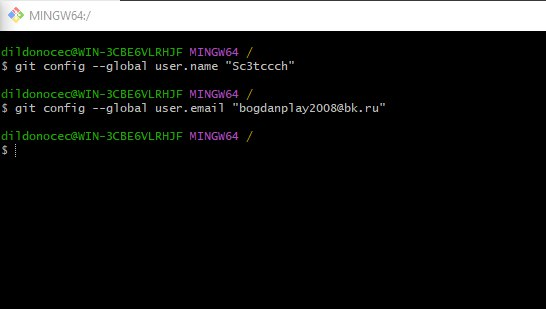 MINGW64:/
dildonocec@WIN-3CBE6VLRHJF MINGW64 /
$ git config --global user.name "Sc3tccch"
dildonocec@WIN-3CBE6VLRHJF MINGW64 /
$ git config --global user.email "bogdanplay2008@bk.ru"
dildonocec@WIN-3CBE6VLRHJF MINGW64 /
$